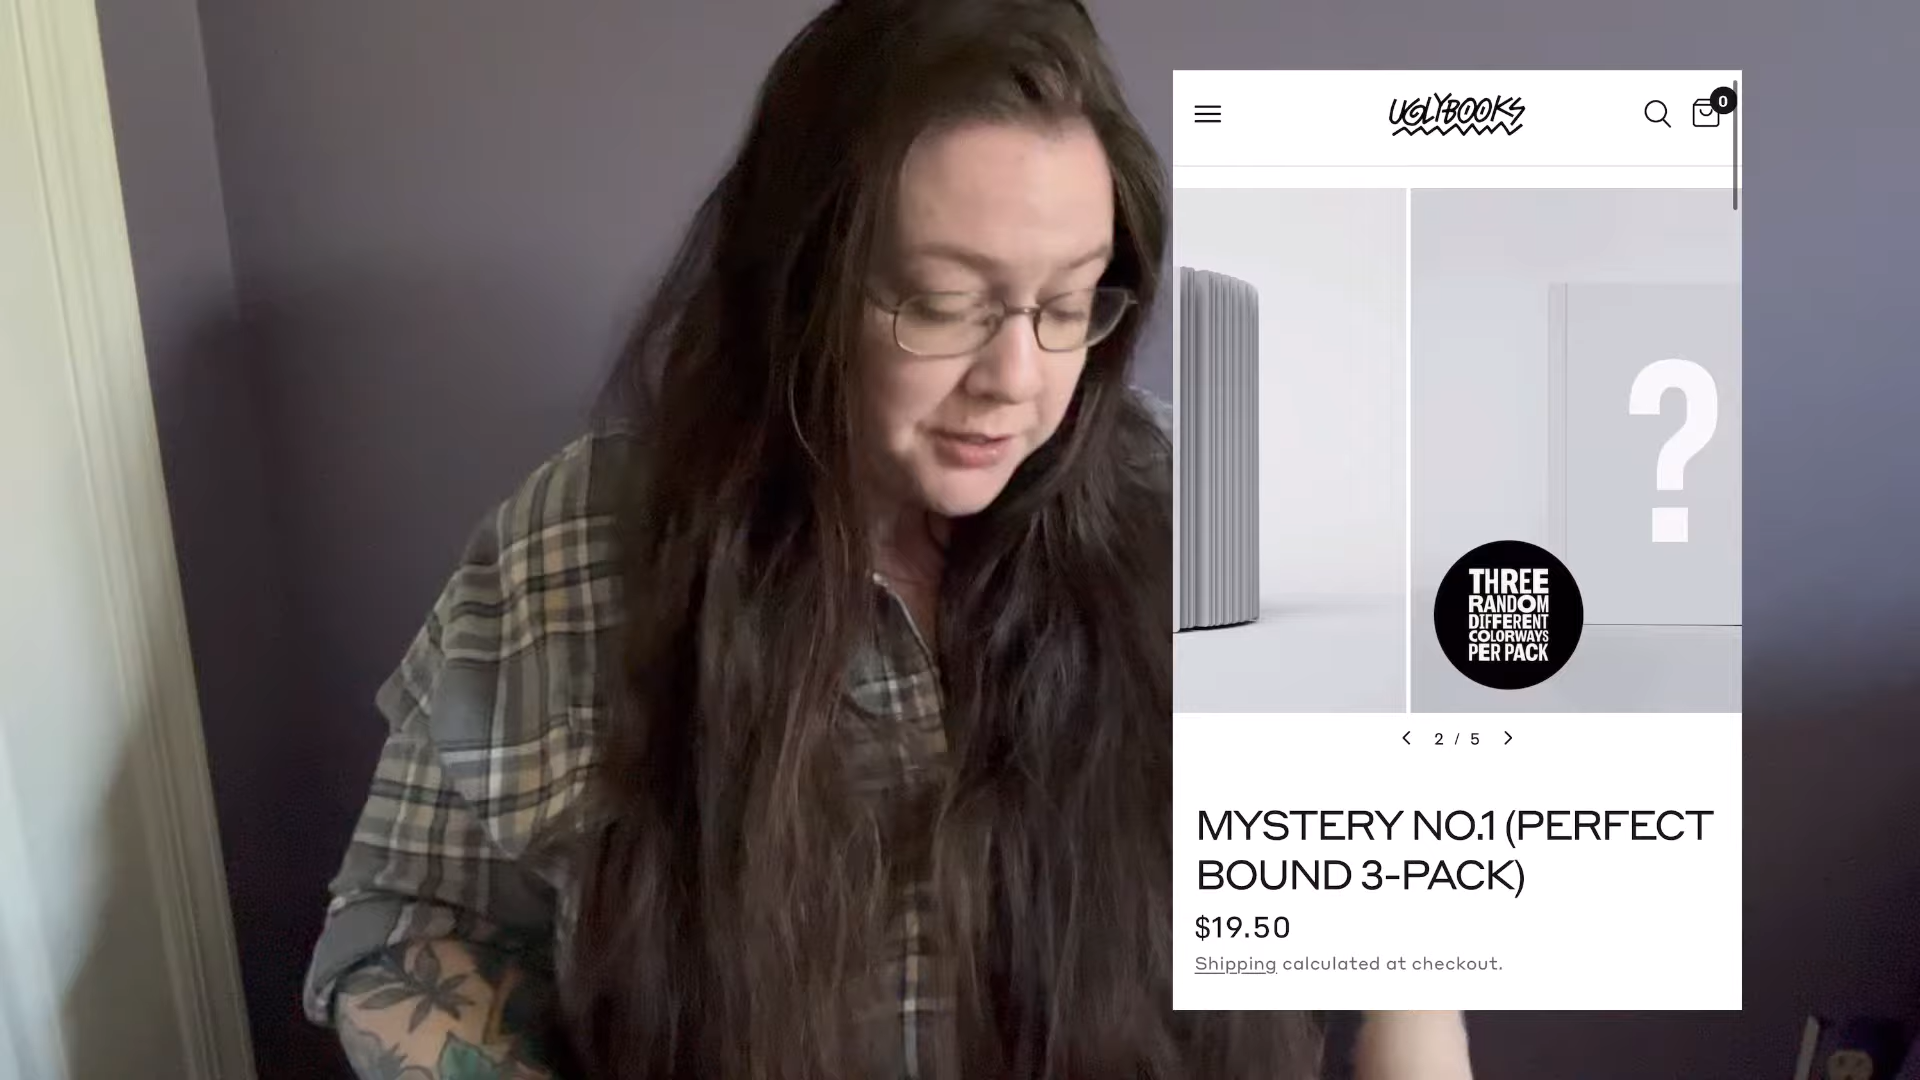 UGLYBOOKS
0
?
THREE
RANDOM
DIFFERENT
COLORWAYS
PER PACK
2 / 5
MYSTERY NO.1 (PERFECT
BOUND 3-PACK)
$19.50
Shipping calculated at checkout.